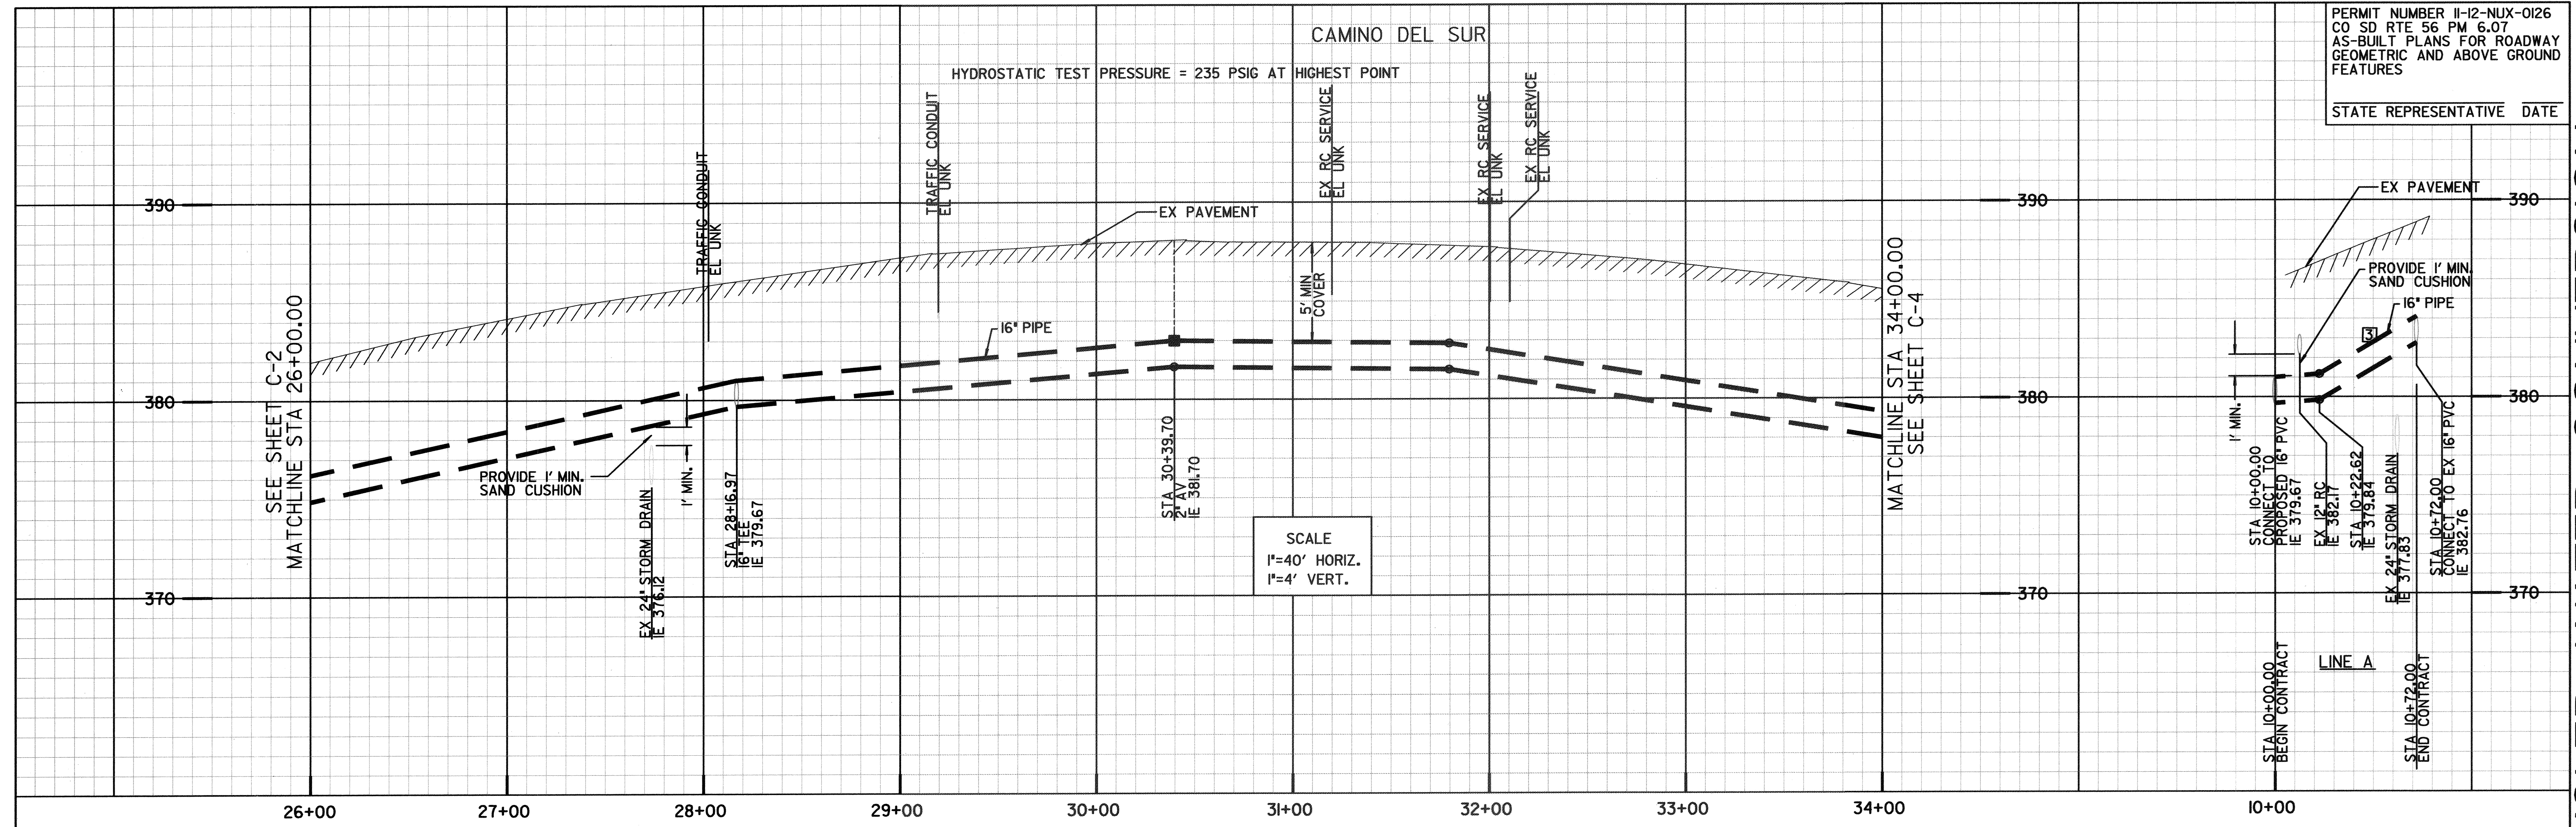 CAMINO DEL SUR
HYDROSTATIC TEST PRESSURE = 235 PSIG AT HIGHEST POINT
PERMIT NUMBER 11-12-NUX-0126
CO SD RTE 56 PM 6.07
AS-BUILT PLANS FOR ROADWAY
GEOMETRIC AND ABOVE GROUND
FEATURES
STATE REPRESENTATIVE DATE
390
380
370
SEE SHEET C-2
MATCHLINE STA 26+00.00
TRAFFIC CONDUIT
EL UNK
TRAFFIC CONDUIT
EL UNK
EX RC SERVICE
EL UNK
EX RC SERVICE
EL UNK
EX RC SERVICE
EL UNK
EX PAVEMENT
5' MIN
COVER
16" PIPE
PROVIDE 1' MIN.
SAND CUSHION
EX 24" STORM DRAIN
IE 376.12
1' MIN.
STA 28+16.97
16" TEE
IE 379.67
STA 30+39.70
2" AV
IE 381.70
SCALE
1"=40' HORIZ.
1"=4' VERT.
MATCHLINE STA 34+00.00
SEE SHEET C-4
390
380
370
EX PAVEMENT
PROVIDE 1' MIN.
SAND CUSHION
16" PIPE
3
1' MIN.
STA 10+00.00
CONNECT TO
PROPOSED 16" PVC
IE 379.67
EX 12" RC
IE 382.17
STA 10+22.62
IE 379.84
EX 24" STORM DRAIN
IE 377.83
STA 10+72.00
CONNECT TO EX 16" PVC
IE 382.76
390
380
370
LINE A
STA 10+00.00
BEGIN CONTRACT
STA 10+72.00
END CONTRACT
26+00
27+00
28+00
29+00
30+00
31+00
32+00
33+00
34+00
10+00